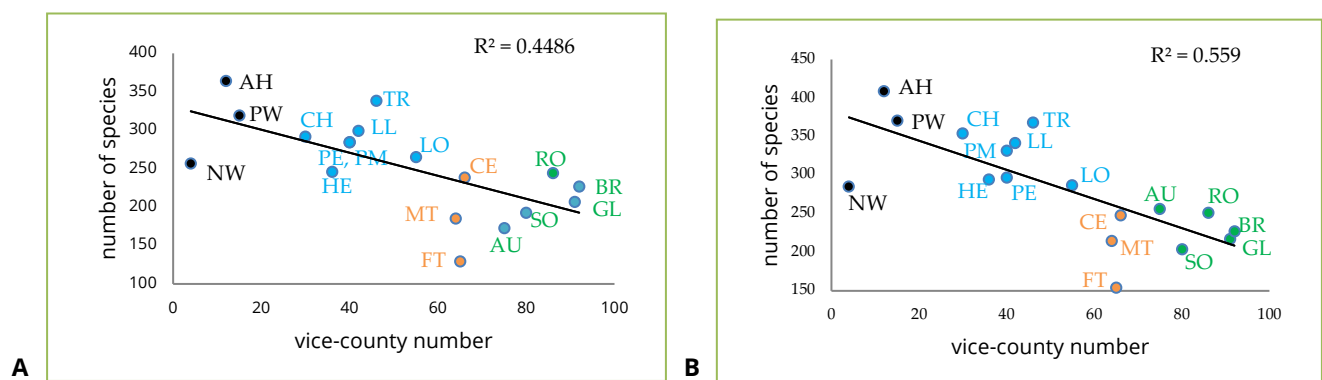 R² = 0.4486
number of species
400
350
300
250
200
150
100
AH
PW
NW
CH
TR
LL
PE, PM
HE
LO
CE
MT
FT
RO
BR
GL
SO
AU
0
20
40
60
80
100
vice-county number
A
R² = 0.559
number of species
450
400
350
300
250
200
150
AH
PW
NW
CH
TR
LL
PM
HE
PE
LO
CE
MT
FT
AU
RO
BR
GL
SO
0
20
40
60
80
100
vice-county number
B